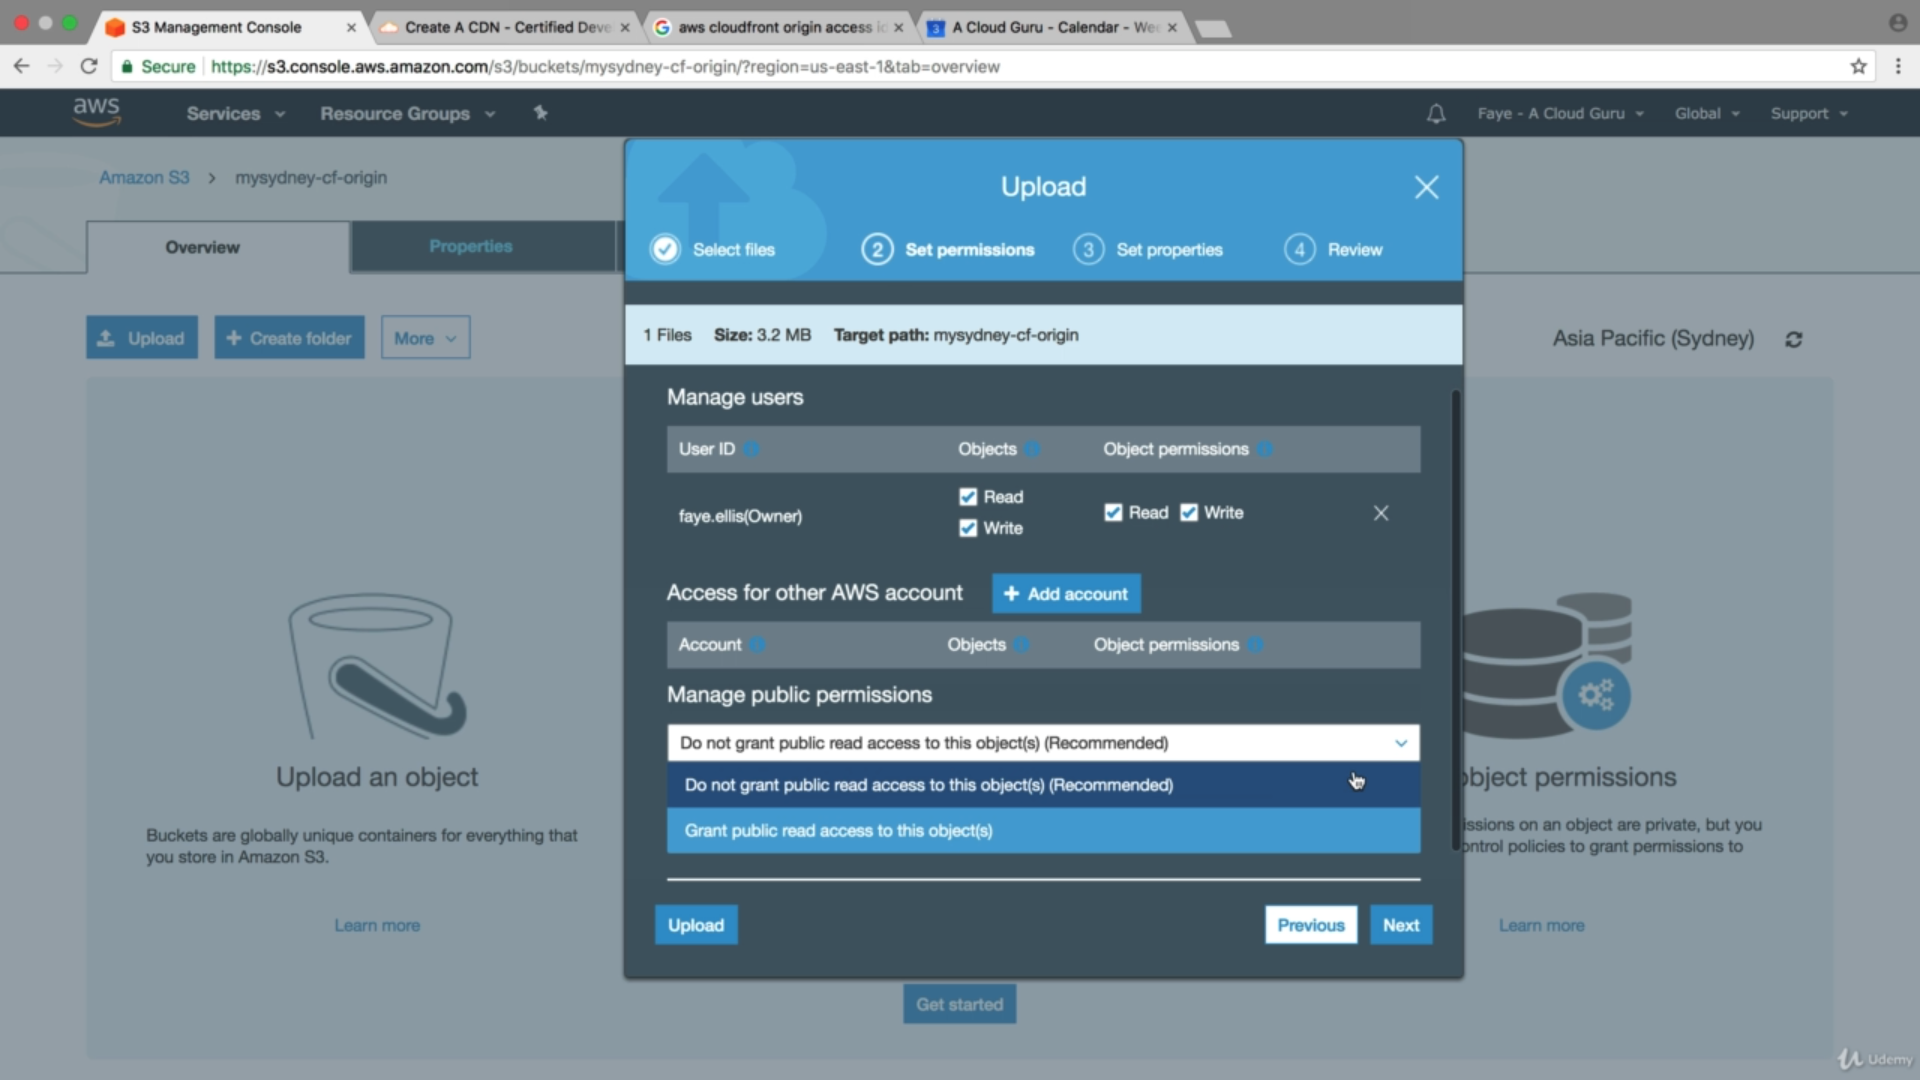 S3 Management Console
Create A CDN - Certified Deve
aws cloudfront origin access id
3
A Cloud Guru - Calendar - Wee
Secure
https://s3.console.aws.amazon.com/s3/buckets/mysydney-cf-origin/?region=us-east-1&tab=overview
aws
Services
Resource Groups
Faye - A Cloud Guru
Global
Support
Amazon S3 > mysydney-cf-origin
Overview
Properties
Upload
Create folder
More
Asia Pacific (Sydney)
Upload an object
Buckets are globally unique containers for everything that
you store in Amazon S3.
Learn more
Upload
Select files
2 Set permissions
3 Set properties
4 Review
1 Files Size: 3.2 MB Target path: mysydney-cf-origin
Manage users
User ID Objects Object permissions
faye.ellis(Owner)
Read
Write
Read Write
Access for other AWS account
Add account
Account Objects Object permissions
Manage public permissions
Do not grant public read access to this object(s) (Recommended)
Do not grant public read access to this object(s) (Recommended)
Grant public read access to this object(s)
Upload
Previous
Next
object permissions
issions on an object are private, but you
ontrol policies to grant permissions to
Learn more
Get started
Udemy